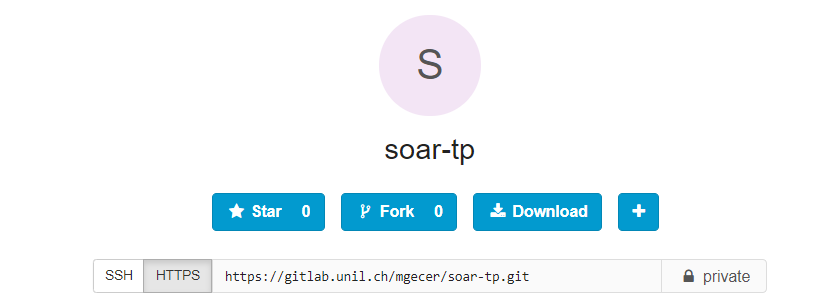 S
soar-tp
Star 0 Fork 0 Download
SSH HTTPS https://gitlab.unil.ch/mgecer/soar-tp.git private